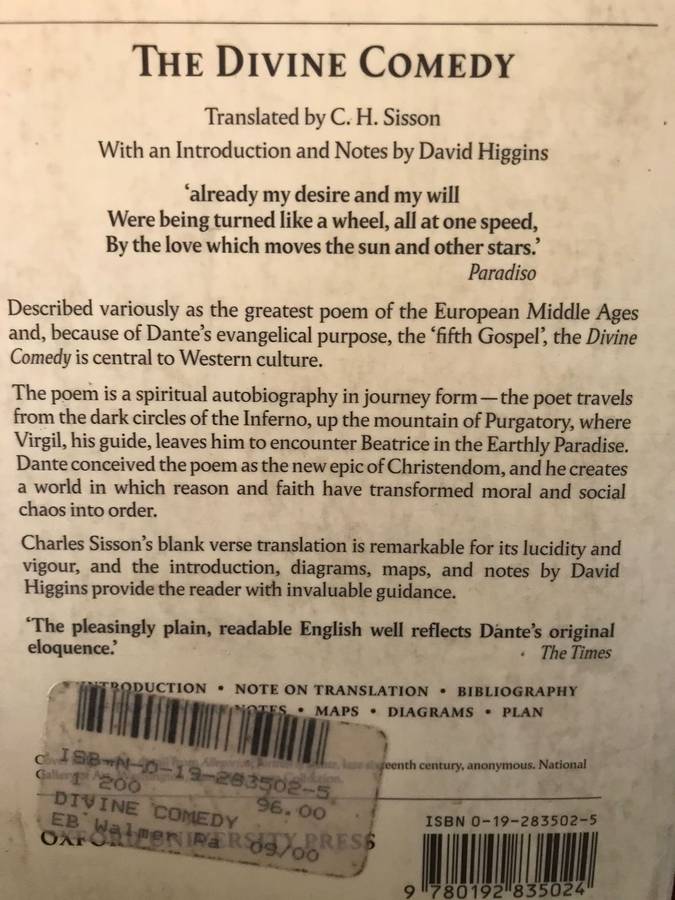 THE DIVINE COMEDY
Translated by C. H. Sisson
With an Introduction and Notes by David Higgins
‘already my desire and my will
Were being turned like a wheel, all at one speed,
By the love which moves the sun and other stars.’
Paradiso
Described variously as the greatest poem of the European Middle Ages
and, because of Dante’s evangelical purpose, the ‘fifth Gospel’, the Divine
Comedy is central to Western culture.
The poem is a spiritual autobiography in journey form—the poet travels
from the dark circles of the Inferno, up the mountain of Purgatory, where
Virgil, his guide, leaves him to encounter Beatrice in the Earthly Paradise.
Dante conceived the poem as the new epic of Christendom, and he creates
a world in which reason and faith have transformed moral and social
chaos into order.
Charles Sisson’s blank verse translation is remarkable for its lucidity and
vigour, and the introduction, diagrams, maps, and notes by David
Higgins provide the reader with invaluable guidance.
‘The pleasingly plain, readable English well reflects Dante’s original
eloquence.’ The Times
INTRODUCTION • NOTE ON TRANSLATION • BIBLIOGRAPHY
NOTES • MAPS • DIAGRAMS • PLAN
century, anonymous. National
ISB-N-0-19-283502-5
1 200 96.00
DIVINE COMEDY
EB Walmer Pa 09/00
OXFORD UNIVERSITY PRESS
ISBN 0-19-283502-5
9 780192 835024